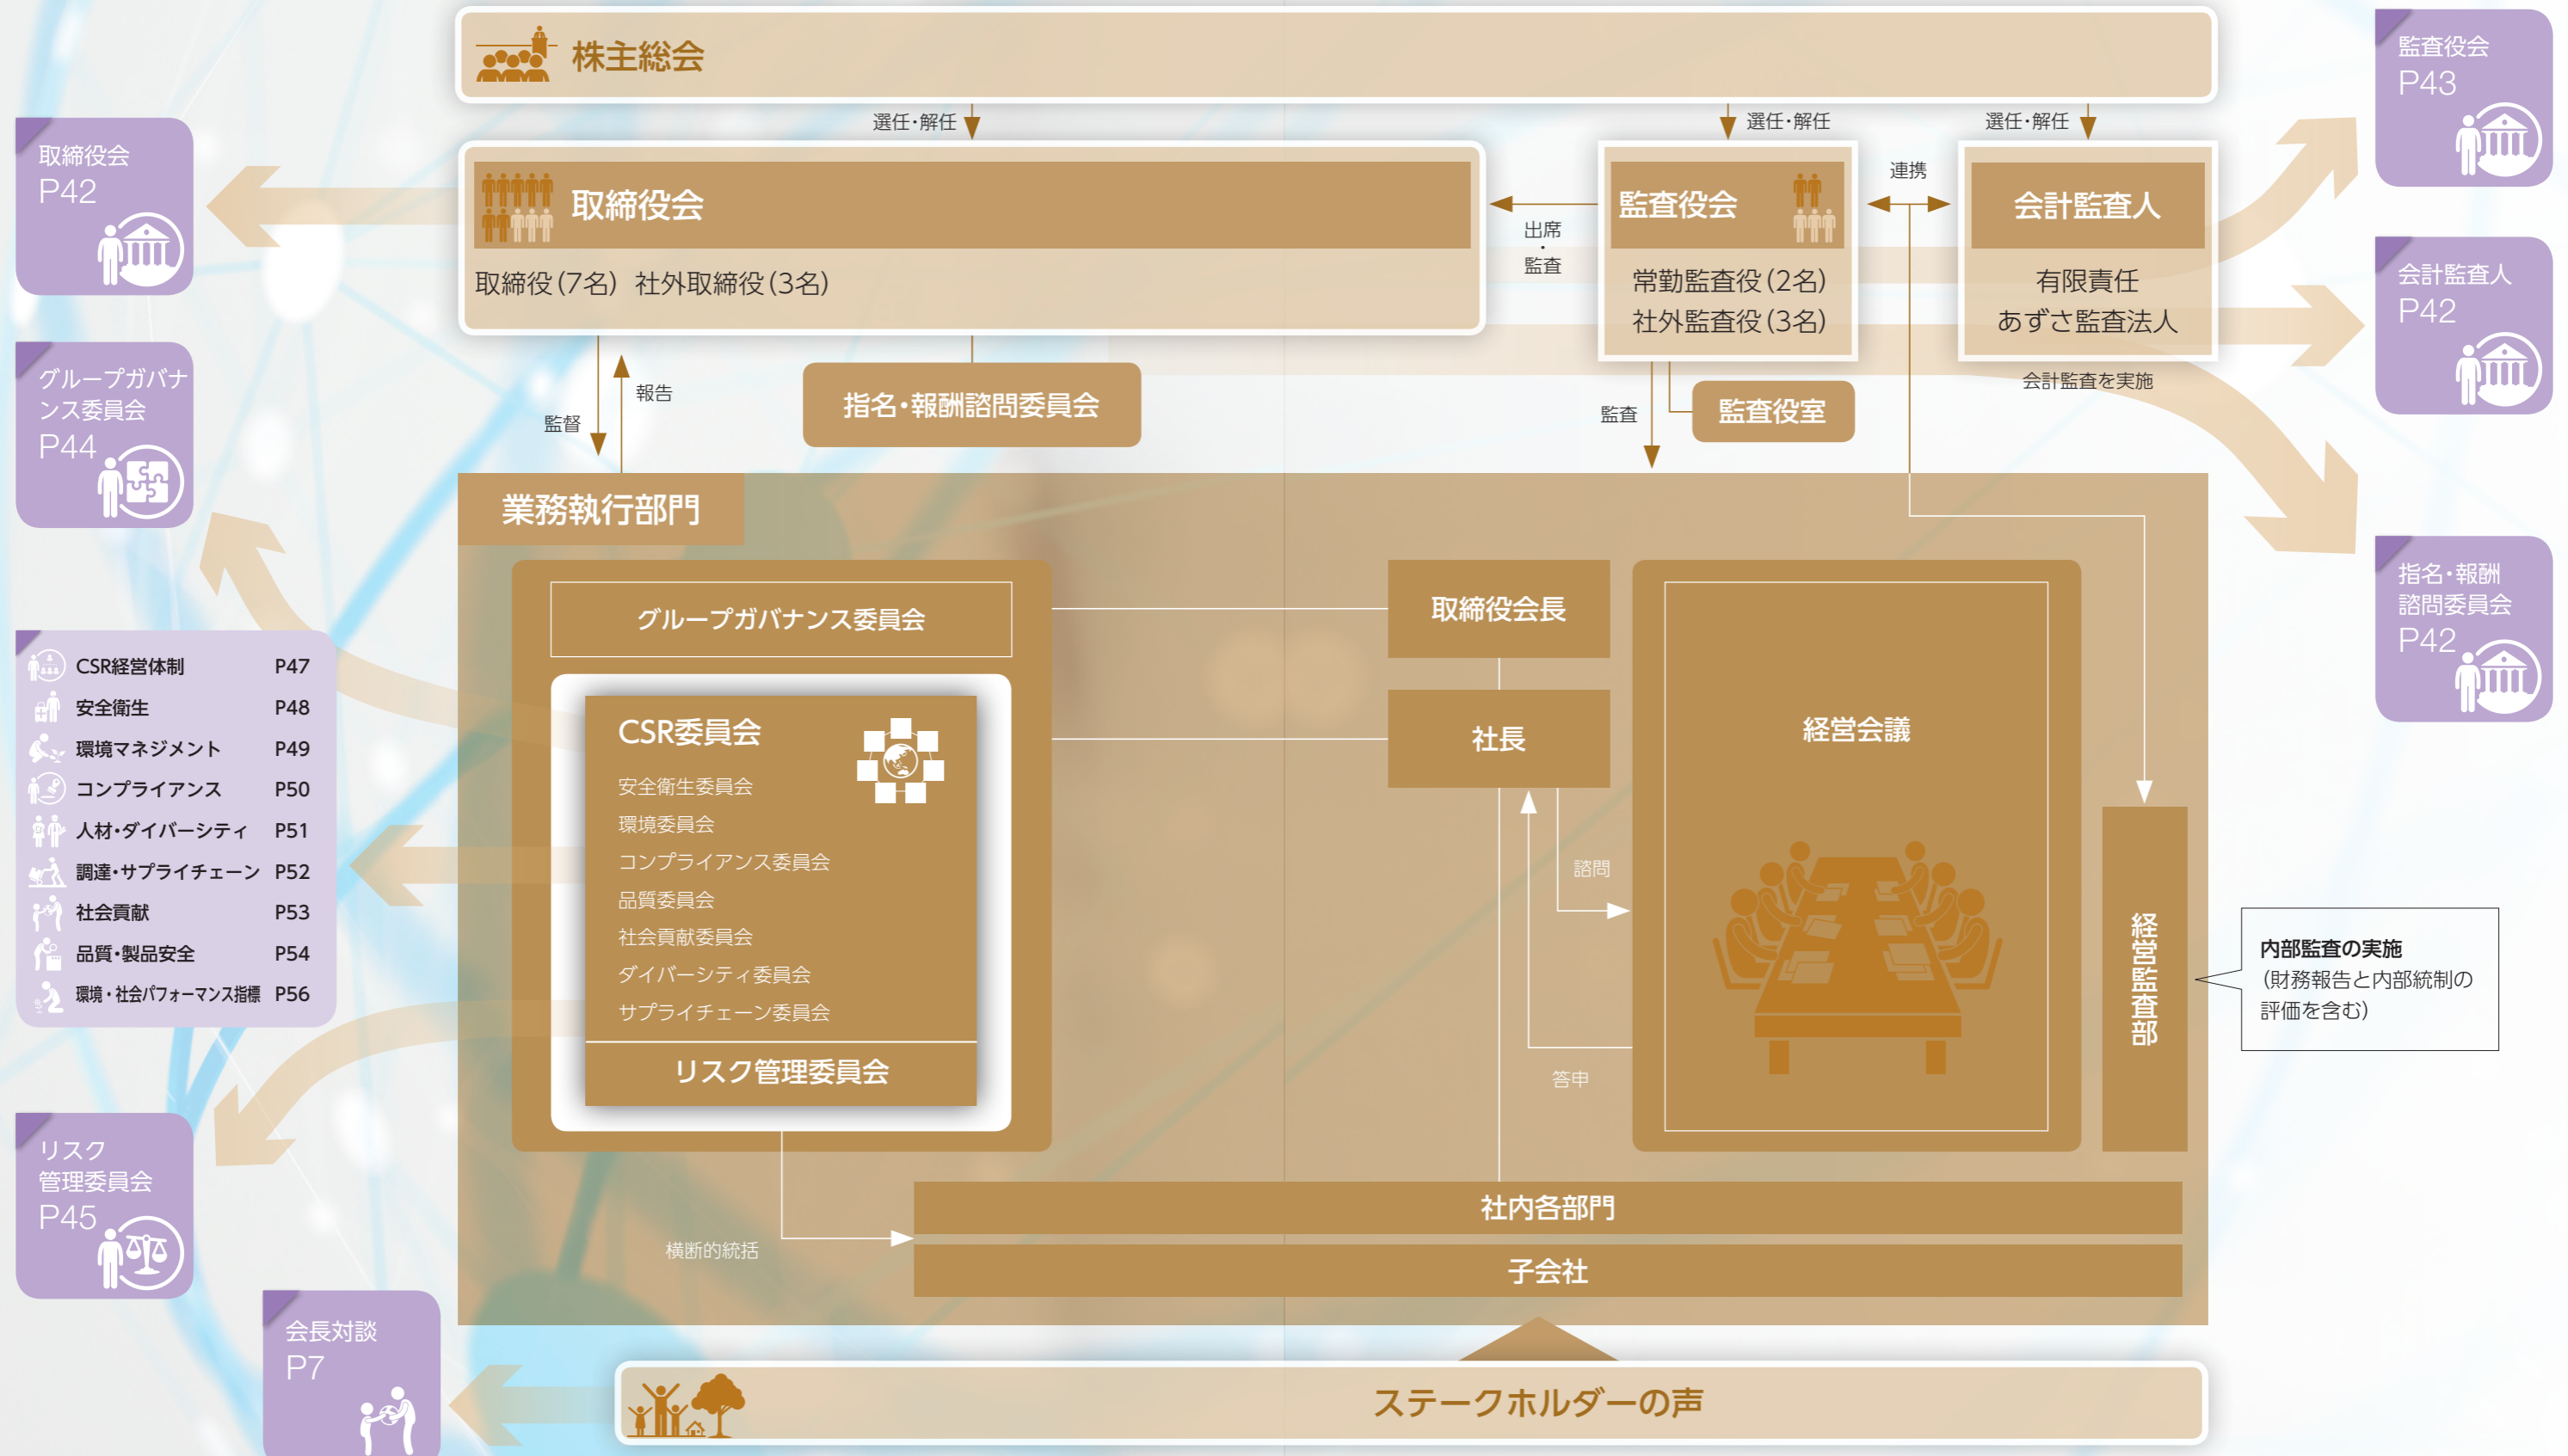 株主総会
選任・解任
選任・解任
選任・解任
取締役会
取締役(7名) 社外取締役(3名)
出席
・
監査
監査役会
常勤監査役(2名)
社外監査役(3名)
連携
会計監査人
有限責任
あずさ監査法人
会計監査を実施
監督
報告
指名・報酬諮問委員会
監査
監査役室
業務執行部門
グループガバナンス委員会
CSR委員会
安全衛生委員会
環境委員会
コンプライアンス委員会
品質委員会
社会貢献委員会
ダイバーシティ委員会
サプライチェーン委員会
リスク管理委員会
取締役会長
社長
諮問
答申
経営会議
経営監査部
内部監査の実施
(財務報告と内部統制の
評価を含む)
横断的統括
社内各部門
子会社
ステークホルダーの声
取締役会
P42
グループガバナ
ンス委員会
P44
CSR経営体制 P47
安全衛生 P48
環境マネジメント P49
コンプライアンス P50
人材・ダイバーシティ P51
調達・サプライチェーン P52
社会貢献 P53
品質・製品安全 P54
環境・社会パフォーマンス指標 P56
リスク
管理委員会
P45
会長対談
P7
監査役会
P43
会計監査人
P42
指名・報酬
諮問委員会
P42